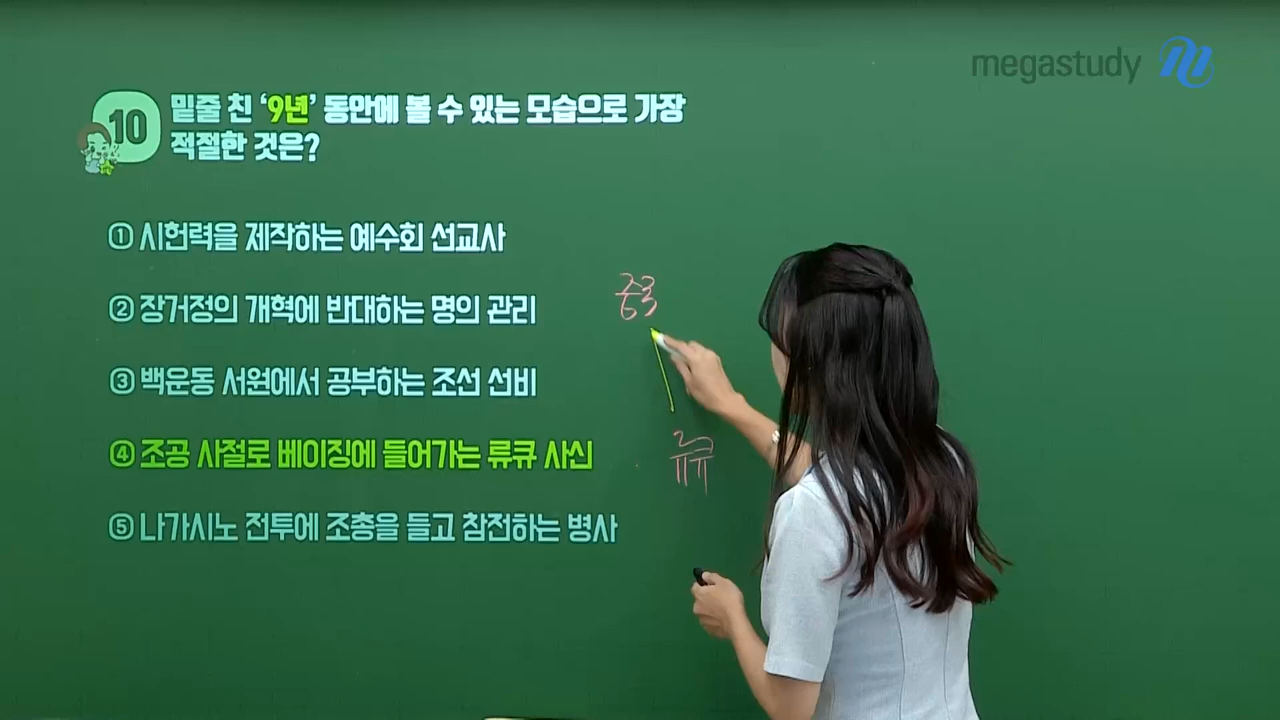 megastudy
10 밑줄 친 ‘9년’ 동안에 볼 수 있는 모습으로 가장
적절한 것은?
① 시헌력을 제작하는 예수회 선교사
② 장거정의 개혁에 반대하는 명의 관리
③ 백운동 서원에서 공부하는 조선 선비
④ 조공 사절로 베이징에 들어가는 류큐 사신
⑤ 나가시노 전투에 조총을 들고 참전하는 병사
중국
류큐